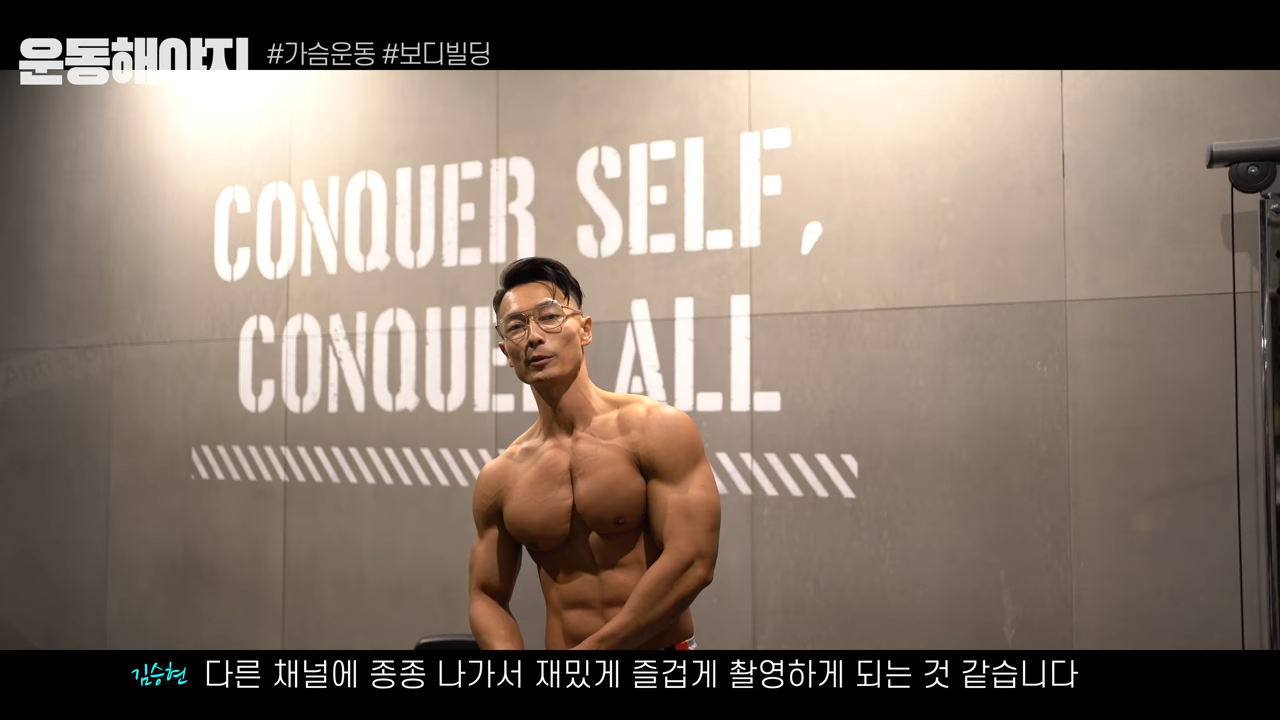 운동해야지 #가슴운동 #보디빌딩
CONQUER SELF,
CONQUE ALL
김승현 다른 채널에 종종 나가서 재밌게 즐겁게 촬영하게 되는 것 같습니다